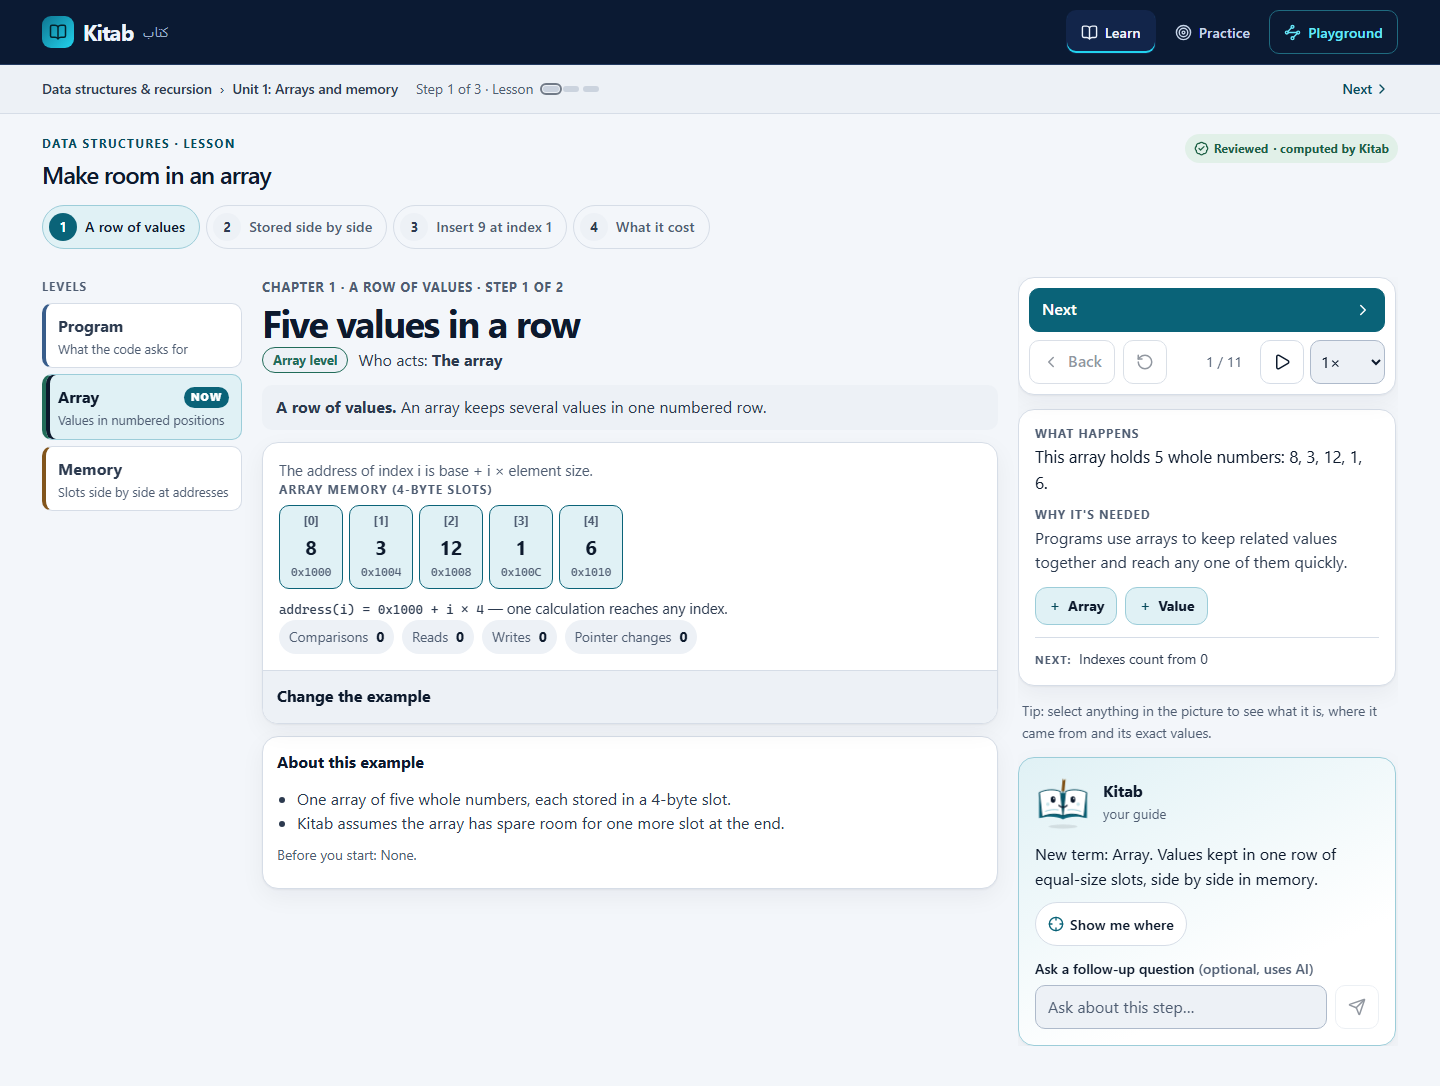 Kitab كتاب
Learn
Practice
Playground
Data structures & recursion › Unit 1: Arrays and memory Step 1 of 3 · Lesson
Next
DATA STRUCTURES · LESSON
Reviewed · computed by Kitab
Make room in an array
1 A row of values
2 Stored side by side
3 Insert 9 at index 1
4 What it cost
LEVELS
Program
What the code asks for
Array NOW
Values in numbered positions
Memory
Slots side by side at addresses
CHAPTER 1 · A ROW OF VALUES · STEP 1 OF 2
Five values in a row
Array level Who acts: The array
A row of values. An array keeps several values in one numbered row.
The address of index i is base + i × element size.
ARRAY MEMORY (4-BYTE SLOTS)
[0] [1] [2] [3] [4]
8 3 12 1 6
0x1000 0x1004 0x1008 0x100C 0x1010
address(i) = 0x1000 + i × 4 — one calculation reaches any index.
Comparisons 0 Reads 0 Writes 0 Pointer changes 0
Change the example
About this example
One array of five whole numbers, each stored in a 4-byte slot.
Kitab assumes the array has spare room for one more slot at the end.
Before you start: None.
Next
Back 1 / 11 1×
WHAT HAPPENS
This array holds 5 whole numbers: 8, 3, 12, 1,
6.
WHY IT'S NEEDED
Programs use arrays to keep related values
together and reach any one of them quickly.
+ Array + Value
NEXT: Indexes count from 0
Tip: select anything in the picture to see what it is, where it
came from and its exact values.
Kitab
your guide
New term: Array. Values kept in one row of
equal-size slots, side by side in memory.
Show me where
Ask a follow-up question (optional, uses AI)
Ask about this step...